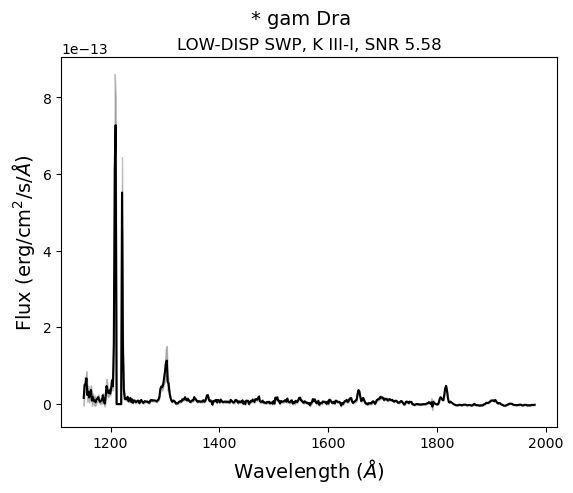 * gam Dra
LOW-DISP SWP, K III-I, SNR 5.58
1e−13
8
6
4
2
0
Flux (erg/cm²/s/Å)
1200 1400 1600 1800 2000
Wavelength (Å)